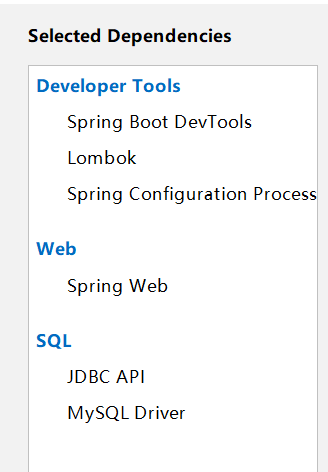 Selected Dependencies
Developer Tools
Spring Boot DevTools
Lombok
Spring Configuration Process
Web
Spring Web
SQL
JDBC API
MySQL Driver